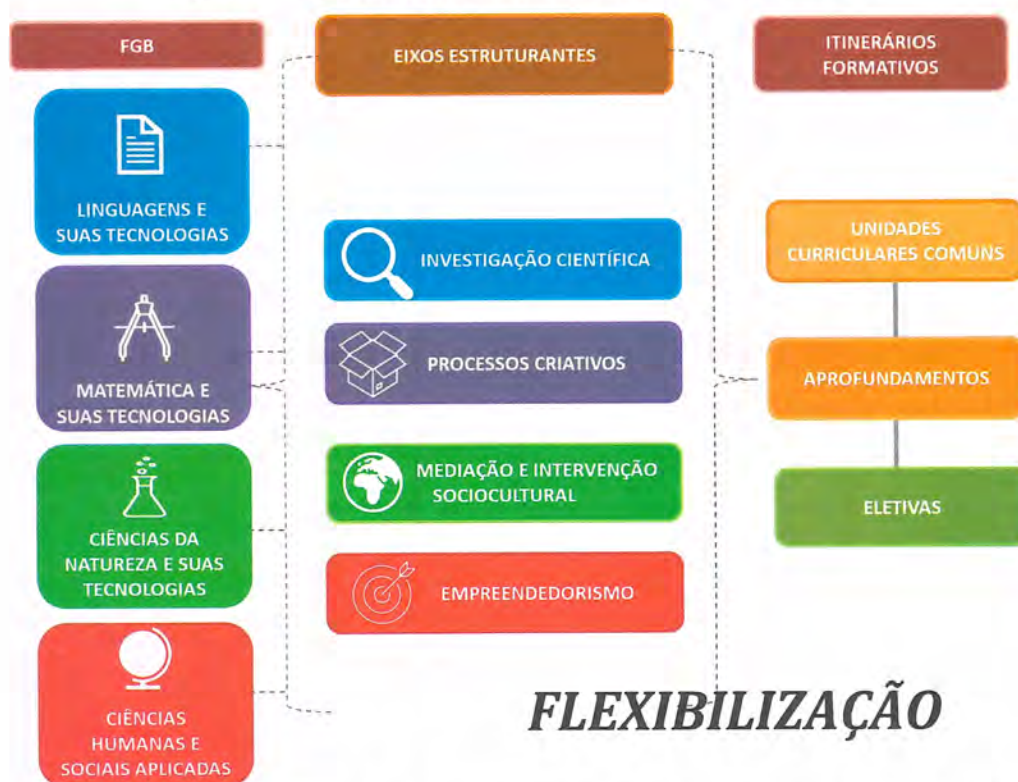 FGB
LINGUAGENS E
SUAS TECNOLOGIAS
MATEMÁTICA E
SUAS TECNOLOGIAS
CIÊNCIAS DA
NATUREZA E SUAS
TECNOLOGIAS
CIÊNCIAS
HUMANAS E
SOCIAIS APLICADAS
EIXOS ESTRUTURANTES
INVESTIGAÇÃO CIENTÍFICA
PROCESSOS CRIATIVOS
MEDIAÇÃO E INTERVENÇÃO
SOCIOCULTURAL
EMPREENDEDORISMO
ITINERÁRIOS
FORMATIVOS
UNIDADES
CURRICULARES COMUNS
APROFUNDAMENTOS
ELETIVAS
FLEXIBILIZAÇÃO